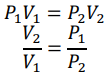 P₁V₁ = P₂V₂
V₂/V₁ = P₁/P₂